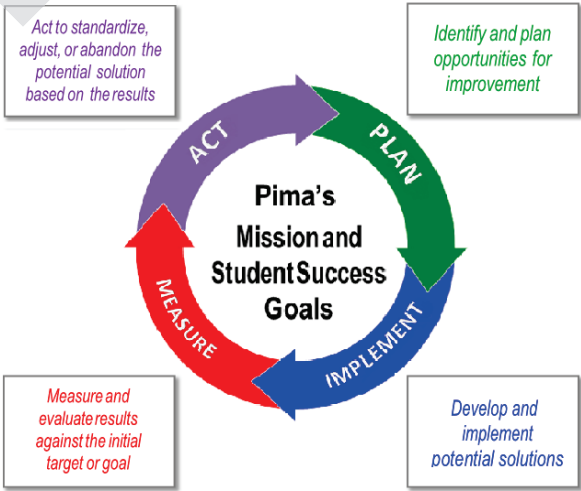 Act to standardize,
adjust, or abandon the
potential solution
based on the results
Identify and plan
opportunities for
improvement
ACT
PLAN
Pima's
Mission and
Student Success
Goals
MEASURE
IMPLEMENT
Measure and
evaluate results
against the initial
target or goal
Develop and
implement
potential solutions